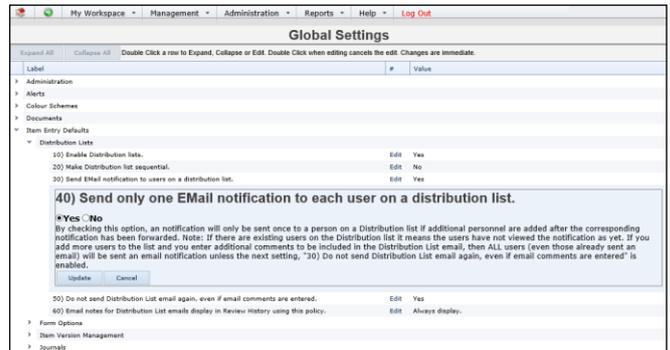 My Workspace Management Administration Reports Help Log Out
Global Settings
Expand All Collapse All Double Click a row to Expand, Collapse or Edit. Double Click when editing cancels the edit. Changes are immediate.
Label # Value
Administration
Alerts
Colour Schemes
Documents
Item Entry Defaults
Distribution Lists
10) Enable Distribution lists. Edit Yes
20) Make Distribution list sequential. Edit No
30) Send EMail notification to users on a distribution list. Edit Yes
40) Send only one EMail notification to each user on a distribution list.
Yes No
By checking this option, an notification will only be sent once to a person on a Distribution list if additional personnel are added after the corresponding
notification has been forwarded. Note: If there are existing users on the Distribution list it means the users have not viewed the notification as yet. If you
add more users to the list and you enter additional comments to be included in the Distribution List email, then ALL users (even those already sent an
email) will be sent an email notification unless the next setting, "30) Do not send Distribution List email again, even if email comments are entered" is
enabled.
Update Cancel
50) Do not send Distribution List email again, even if email comments are entered. Edit Yes
60) Email notes for Distribution List emails display in Review History using this policy. Edit Always display.
Form Options
Item Version Management
Journals